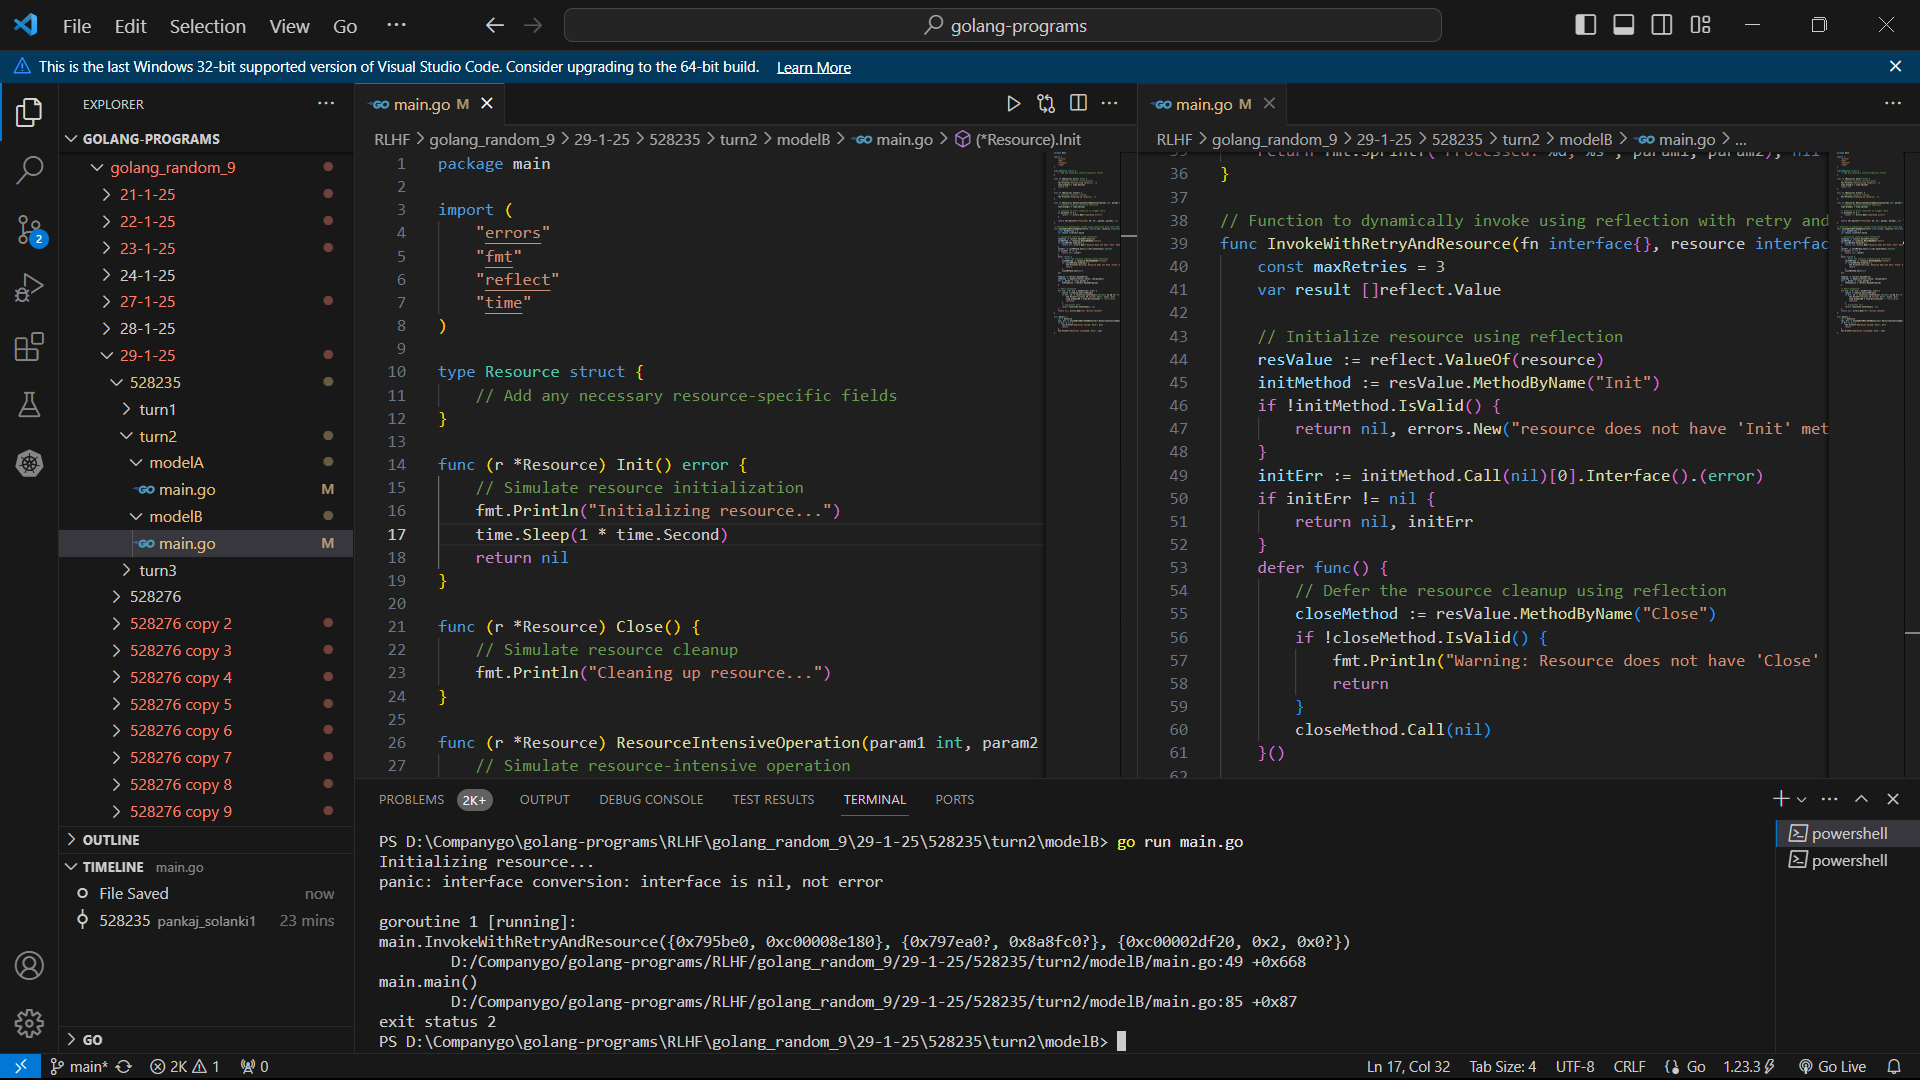 File Edit Selection View Go ···
golang-programs
This is the last Windows 32-bit supported version of Visual Studio Code. Consider upgrading to the 64-bit build. Learn More
EXPLORER
GOLANG-PROGRAMS
golang_random_9
21-1-25
22-1-25
23-1-25
24-1-25
27-1-25
28-1-25
29-1-25
528235
turn1
turn2
modelA
main.go M
modelB
main.go M
turn3
528276
528276 copy 2
528276 copy 3
528276 copy 4
528276 copy 5
528276 copy 6
528276 copy 7
528276 copy 8
528276 copy 9
OUTLINE
TIMELINE main.go
File Saved now
528235 pankaj_solanki1 23 mins
GO
2
GO main.go M
RLHF > golang_random_9 > 29-1-25 > 528235 > turn2 > modelB > GO main.go > (*Resource).Init
1 package main
2
3 import (
4 "errors"
5 "fmt"
6 "reflect"
7 "time"
8 )
9
10 type Resource struct {
11 // Add any necessary resource-specific fields
12 }
13
14 func (r *Resource) Init() error {
15 // Simulate resource initialization
16 fmt.Println("Initializing resource...")
17 time.Sleep(1 * time.Second)
18 return nil
19 }
20
21 func (r *Resource) Close() {
22 // Simulate resource cleanup
23 fmt.Println("Cleaning up resource...")
24 }
25
26 func (r *Resource) ResourceIntensiveOperation(param1 int, param2
27 // Simulate resource-intensive operation
GO main.go M
RLHF > golang_random_9 > 29-1-25 > 528235 > turn2 > modelB > GO main.go > ...
35 return fmt.Sprintf("Processed: %d, %s", param1, param2), nil
36 }
37
38 // Function to dynamically invoke using reflection with retry and
39 func InvokeWithRetryAndResource(fn interface{}, resource interfac
40 const maxRetries = 3
41 var result []reflect.Value
42
43 // Initialize resource using reflection
44 resValue := reflect.ValueOf(resource)
45 initMethod := resValue.MethodByName("Init")
46 if !initMethod.IsValid() {
47 return nil, errors.New("resource does not have 'Init' met
48 }
49 initErr := initMethod.Call(nil)[0].Interface().(error)
50 if initErr != nil {
51 return nil, initErr
52 }
53 defer func() {
54 // Defer the resource cleanup using reflection
55 closeMethod := resValue.MethodByName("Close")
56 if !closeMethod.IsValid() {
57 fmt.Println("Warning: Resource does not have 'Close'
58 return
59 }
60 closeMethod.Call(nil)
61 }()
62
PROBLEMS 2K+ OUTPUT DEBUG CONSOLE TEST RESULTS TERMINAL PORTS
PS D:\Companygo\golang-programs\RLHF\golang_random_9\29-1-25\528235\turn2\modelB> go run main.go
Initializing resource...
panic: interface conversion: interface is nil, not error
goroutine 1 [running]:
main.InvokeWithRetryAndResource({0x795be0, 0xc00008e180}, {0x797ea0?, 0x8a8fc0?}, {0xc00002df20, 0x2, 0x0?})
D:/Companygo/golang-programs/RLHF/golang_random_9/29-1-25/528235/turn2/modelB/main.go:49 +0x668
main.main()
D:/Companygo/golang-programs/RLHF/golang_random_9/29-1-25/528235/turn2/modelB/main.go:85 +0x87
exit status 2
PS D:\Companygo\golang-programs\RLHF\golang_random_9\29-1-25\528235\turn2\modelB>
powershell
powershell
main* 2K 1 0 Ln 17, Col 32 Tab Size: 4 UTF-8 CRLF {} Go 1.23.3 Go Live